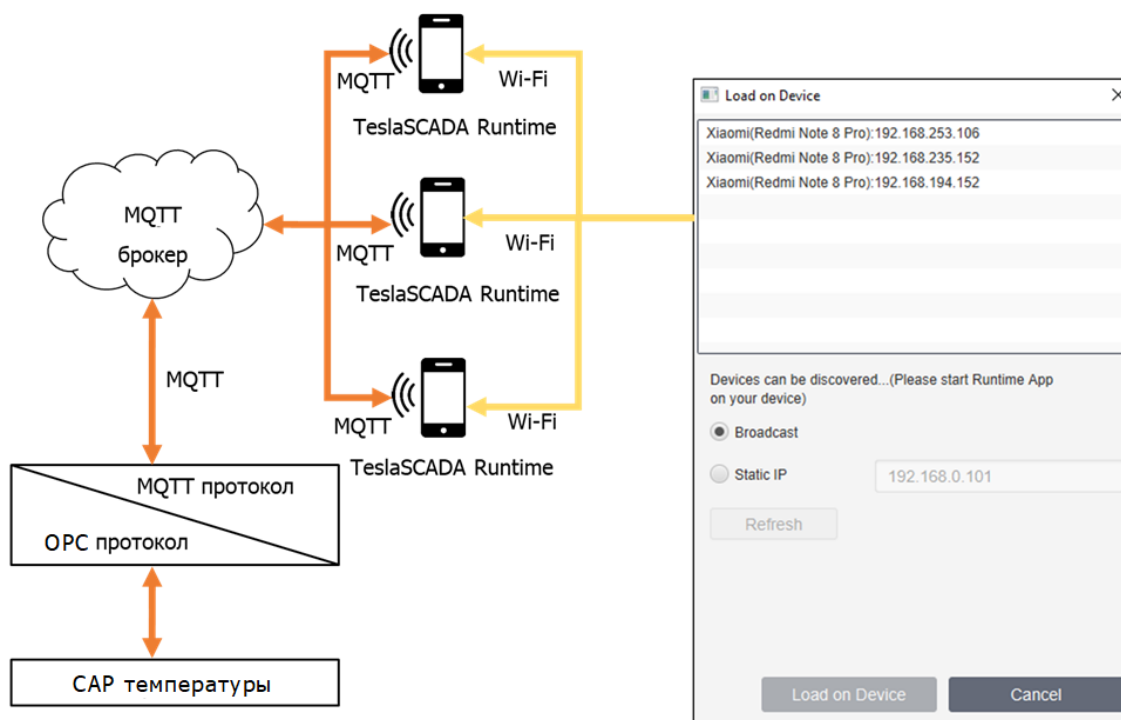 MQTT
Wi-Fi
TeslaSCADA Runtime
MQTT
брокер
MQTT
Wi-Fi
TeslaSCADA Runtime
MQTT
MQTT
Wi-Fi
TeslaSCADA Runtime
MQTT протокол
OPC протокол
САР температуры
Load on Device
Xiaomi(Redmi Note 8 Pro):192.168.253.106
Xiaomi(Redmi Note 8 Pro):192.168.235.152
Xiaomi(Redmi Note 8 Pro):192.168.194.152
Devices can be discovered...(Please start Runtime App
on your device)
Broadcast
Static IP
192.168.0.101
Refresh
Load on Device
Cancel